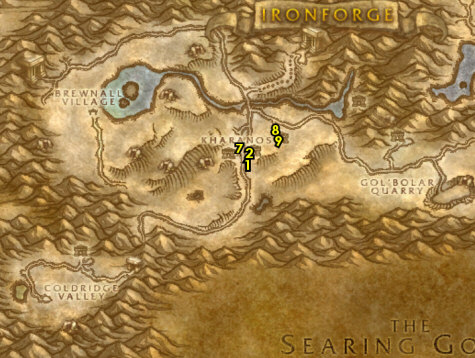 IRONFORGE
BREWNALL
VILLAGE
KHARANOS
8
9
7
2
1
GOL'BOLAR
QUARRY
COLDRIDGE
VALLEY
THE
SEARING GO